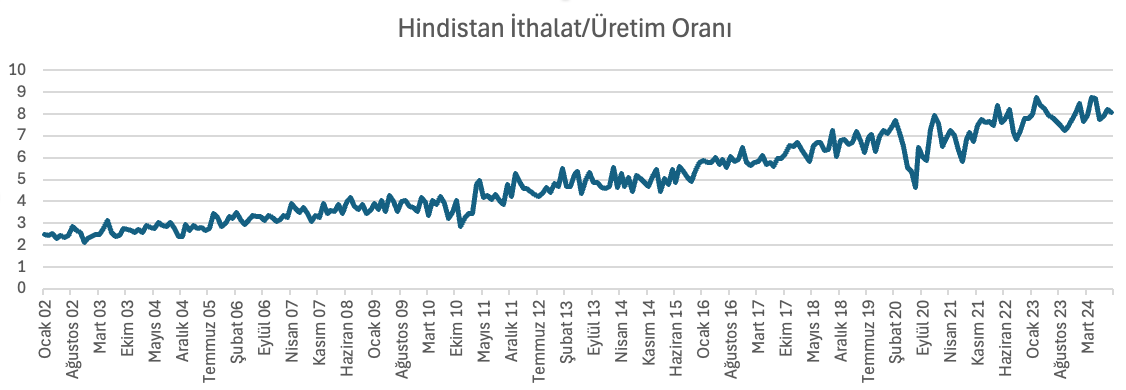 Hindistan İthalat/Üretim Oranı
10
9
8
7
6
5
4
3
2
1
0
Ocak 02
Ağustos 02
Mart 03
Ekim 03
Mayıs 04
Aralık 04
Temmuz 05
Şubat 06
Eylül 06
Nisan 07
Kasım 07
Haziran 08
Ocak 09
Ağustos 09
Mart 10
Ekim 10
Mayıs 11
Aralık 11
Temmuz 12
Şubat 13
Eylül 13
Nisan 14
Kasım 14
Haziran 15
Ocak 16
Ağustos 16
Mart 17
Ekim 17
Mayıs 18
Aralık 18
Temmuz 19
Şubat 20
Eylül 20
Nisan 21
Kasım 21
Haziran 22
Ocak 23
Ağustos 23
Mart 24